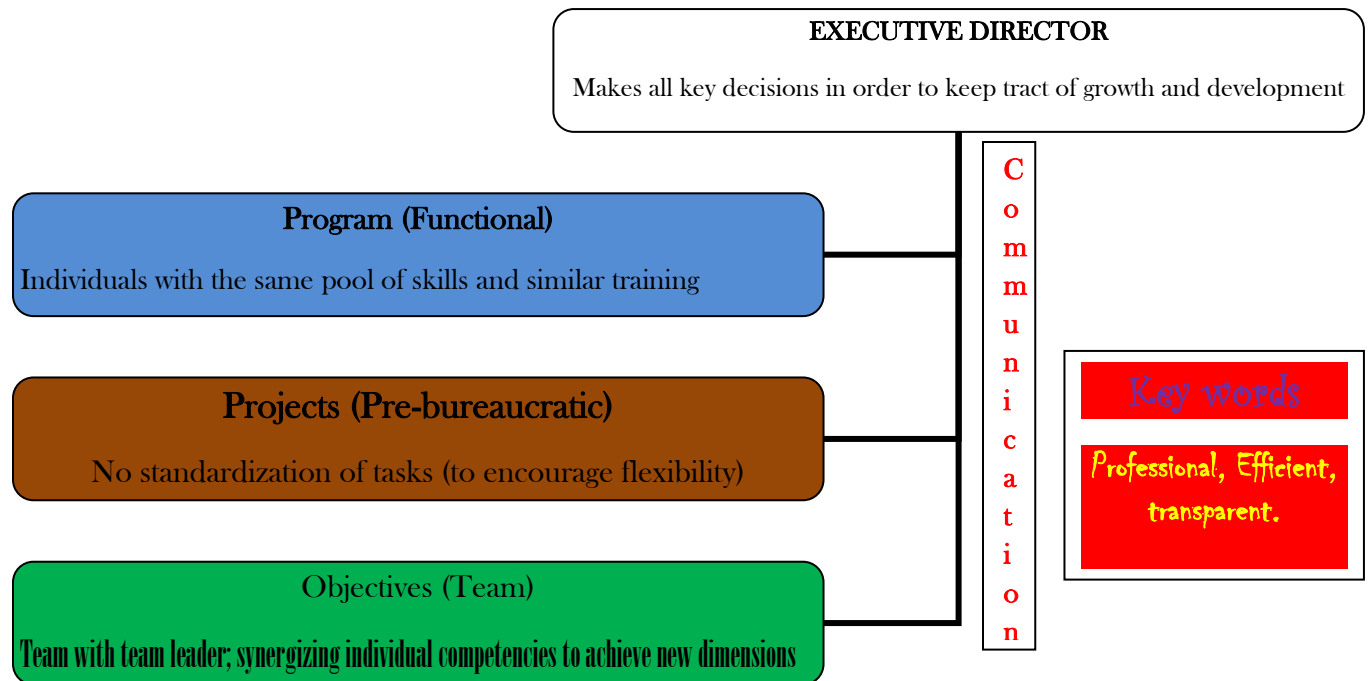 EXECUTIVE DIRECTOR
Makes all key decisions in order to keep tract of growth and development
Communication
Program (Functional)
Individuals with the same pool of skills and similar training
Projects (Pre-bureaucratic)
No standardization of tasks (to encourage flexibility)
Key words
Professional, Efficient,
transparent.
Objectives (Team)
Team with team leader; synergizing individual competencies to achieve new dimensions